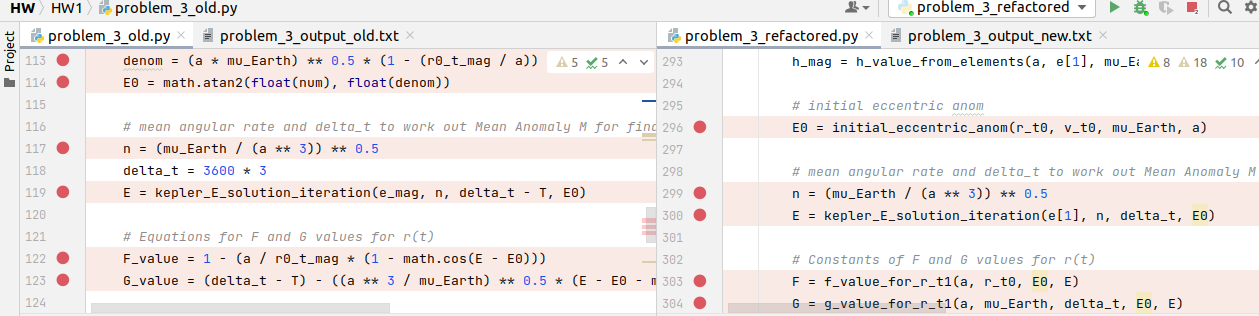 HW HW1 problem_3_old.py
problem_3_refactored
Project
problem_3_old.py problem_3_output_old.txt
113 denom = (a * mu_Earth) ** 0.5 * (1 - (r0_t_mag / a)) 5 5
114 E0 = math.atan2(float(num), float(denom))
115
116 # mean angular rate and delta_t to work out Mean Anomaly M for find
117 n = (mu_Earth / (a ** 3)) ** 0.5
118 delta_t = 3600 * 3
119 E = kepler_E_solution_iteration(e_mag, n, delta_t - T, E0)
120
121 # Equations for F and G values for r(t)
122 F_value = 1 - (a / r0_t_mag * (1 - math.cos(E - E0)))
123 G_value = (delta_t - T) - ((a ** 3 / mu_Earth) ** 0.5 * (E - E0 - m
124
problem_3_refactored.py problem_3_output_new.txt
293 h_mag = h_value_from_elements(a, e[1], mu_Ea 8 18 10
294
295 # initial eccentric anom
296 E0 = initial_eccentric_anom(r_t0, v_t0, mu_Earth, a)
297
298 # mean angular rate and delta_t to work out Mean Anomaly M
299 n = (mu_Earth / (a ** 3)) ** 0.5
300 E = kepler_E_solution_iteration(e[1], n, delta_t, E0)
301
302 # Constants of F and G values for r(t)
303 F = f_value_for_r_t1(a, r_t0, E0, E)
304 G = g_value_for_r_t1(a, mu_Earth, delta_t, E0, E)